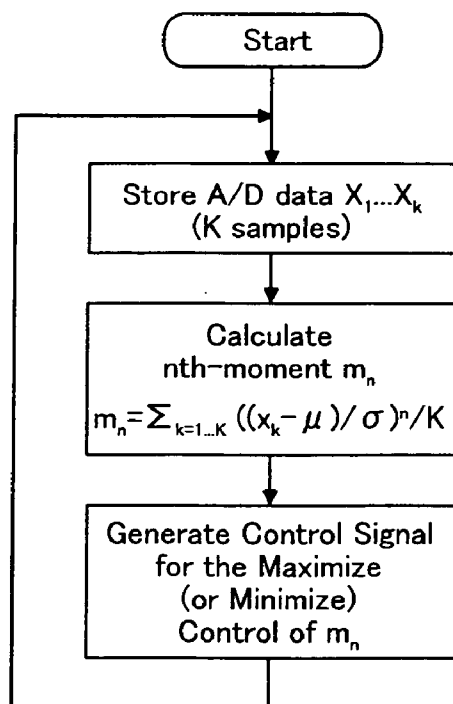 Start
Store A/D data X₁...Xₖ
(K samples)
Calculate
nth-moment mₙ
mₙ=∑ₖ₌₁...K ((xₖ-μ)/σ)ⁿ/K
Generate Control Signal
for the Maximize
(or Minimize)
Control of mₙ